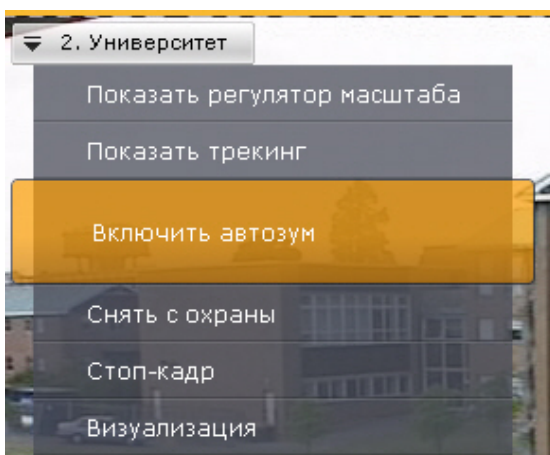 2. Университет
Показать регулятор масштаба
Показать трекинг
Включить автозум
Снять с охраны
Стоп-кадр
Визуализация